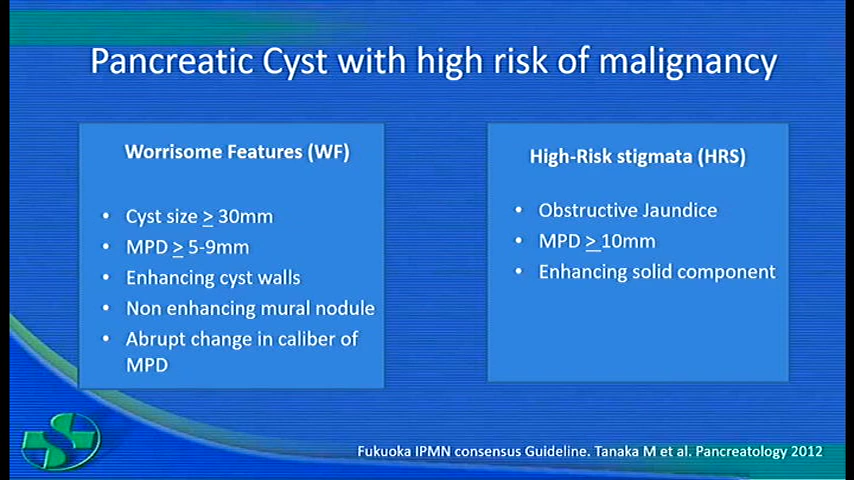 Pancreatic Cyst with high risk of malignancy
Worrisome Features (WF)
• Cyst size ≥ 30mm
• MPD ≥ 5-9mm
• Enhancing cyst walls
• Non enhancing mural nodule
• Abrupt change in caliber of
MPD
High-Risk stigmata (HRS)
• Obstructive Jaundice
• MPD ≥ 10mm
• Enhancing solid component
Fukuoka IPMN consensus Guideline. Tanaka M et al. Pancreatology 2012